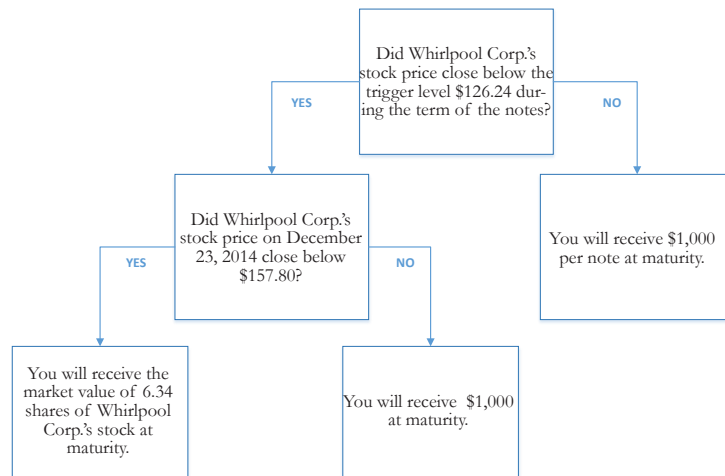 Did Whirlpool Corp.'s
stock price close below the
trigger level $126.24 dur-
ing the term of the notes?
YES
NO
Did Whirlpool Corp.'s
stock price on December
23, 2014 close below
$157.80?
You will receive $1,000
per note at maturity.
YES
NO
You will receive the
market value of 6.34
shares of Whirlpool
Corp.'s stock at
maturity.
You will receive $1,000
at maturity.